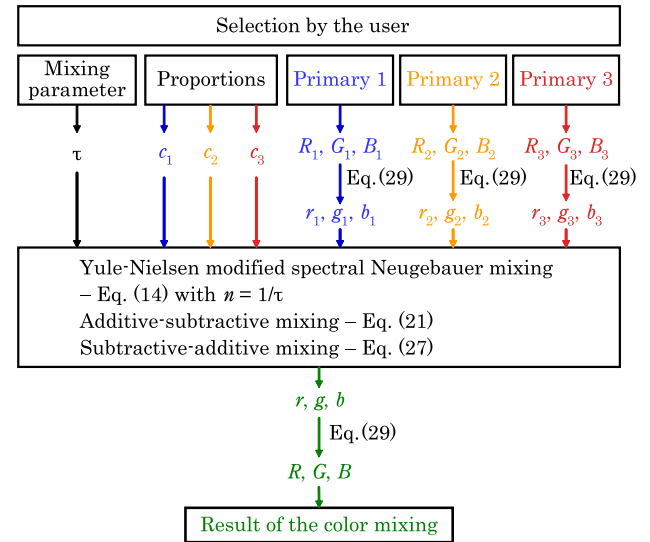 Selection by the user
Mixing parameter
Proportions
Primary 1
Primary 2
Primary 3
τ
c₁
c₂
c₃
R₁, G₁, B₁
R₂, G₂, B₂
R₃, G₃, B₃
Eq.(29)
Eq.(29)
Eq.(29)
r₁, g₁, b₁
r₂, g₂, b₂
r₃, g₃, b₃
Yule-Nielsen modified spectral Neugebauer mixing
– Eq. (14) with n = 1/τ
Additive-subtractive mixing – Eq. (21)
Subtractive-additive mixing – Eq. (27)
r, g, b
Eq.(29)
R, G, B
Result of the color mixing